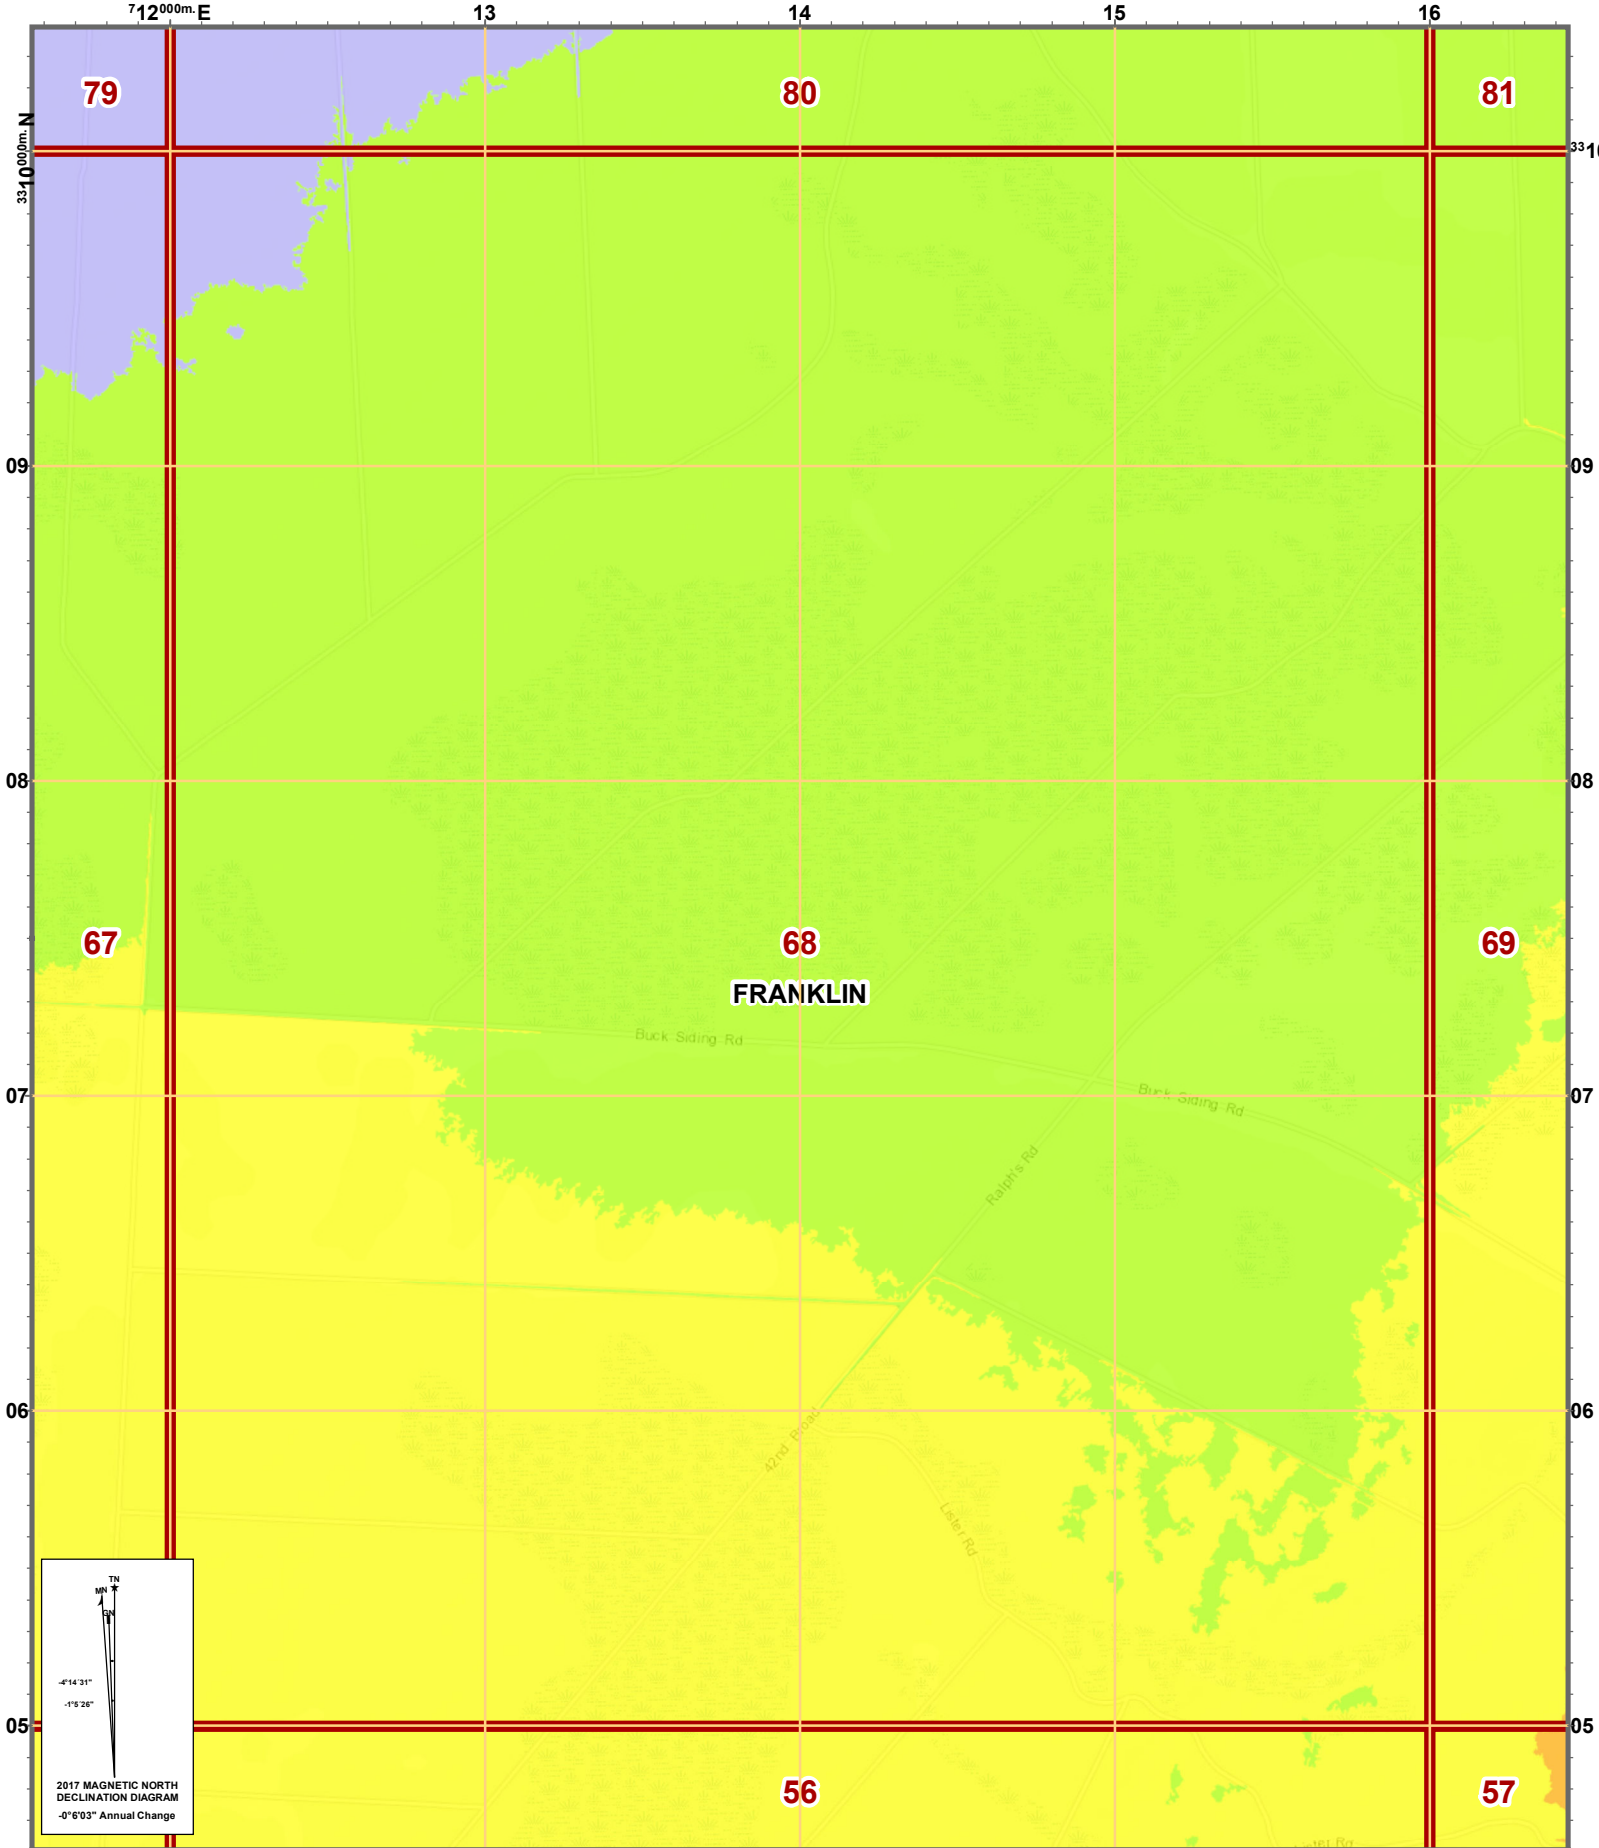 712000m. E 13 14 15 16
79 80 81
3310000m. N
3310
09 09
08 08
67 68 69
FRANKLIN
Buck Siding Rd
07 07
Buck Siding Rd
Ralph's Rd
06 06
42nd Broad
Lister Rd
TN
MN
GN
-4°14'31"
-1°5'26"
05 05
2017 MAGNETIC NORTH
DECLINATION DIAGRAM
-0°6'03" Annual Change
56 57